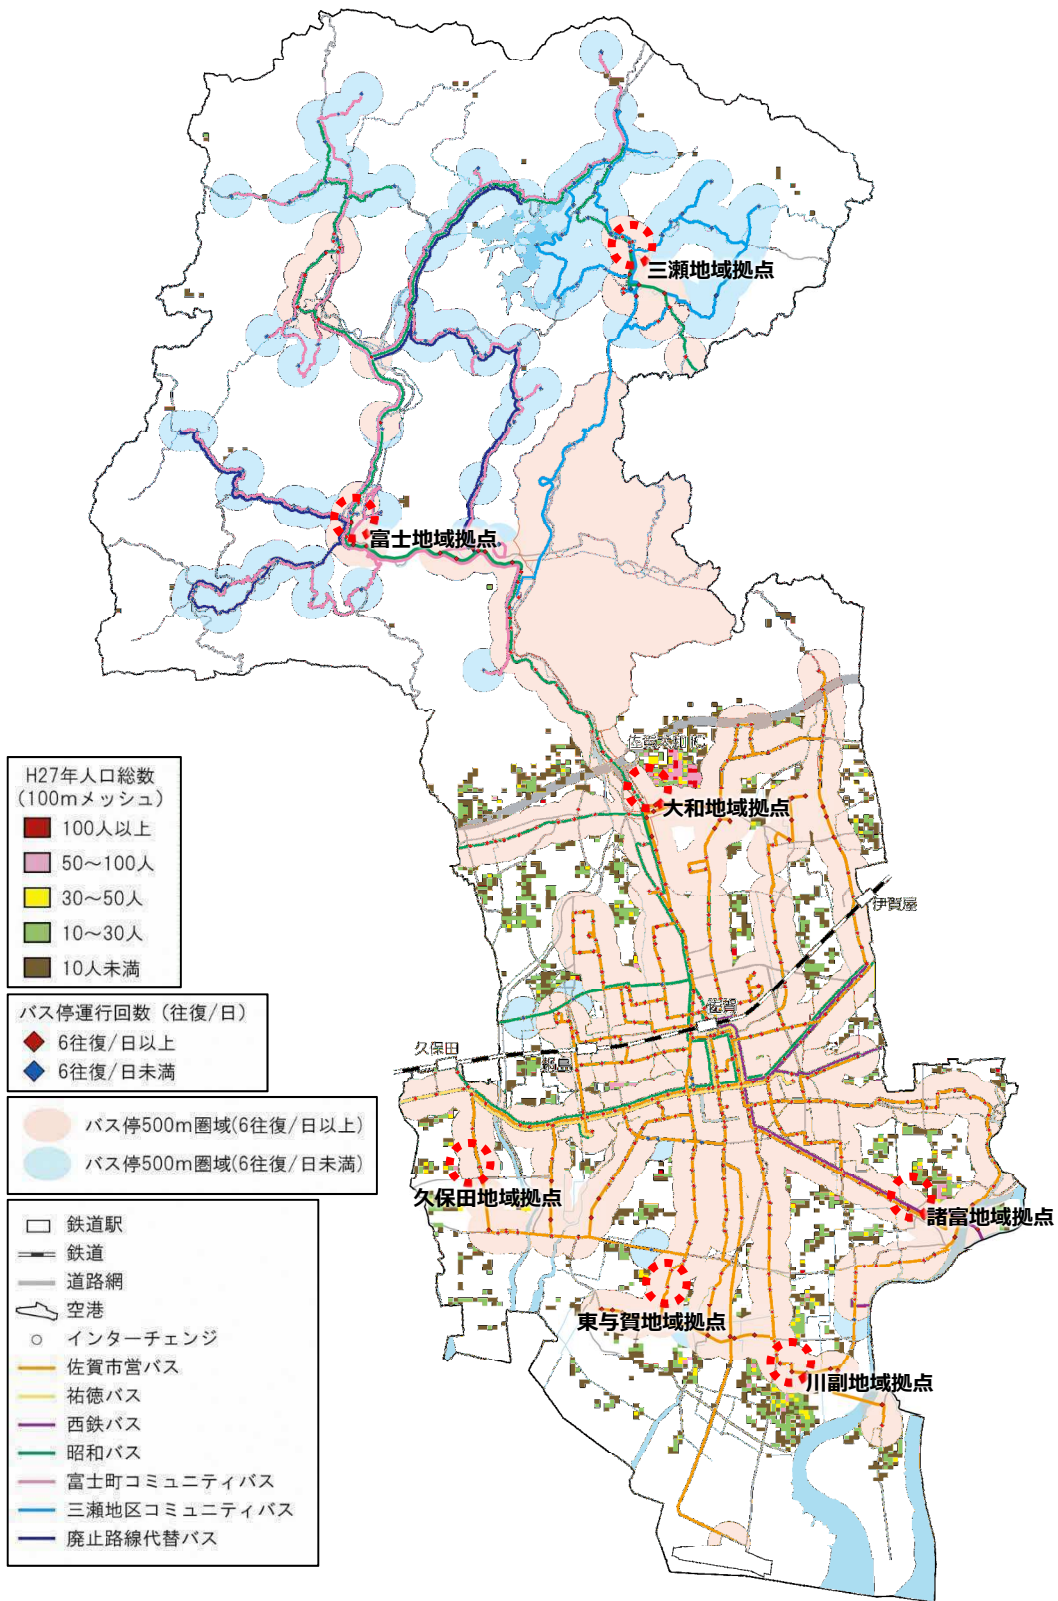 三瀬地域拠点
富士地域拠点
佐賀大和IC
大和地域拠点
伊賀屋
佐賀
久保田
鍋島
久保田地域拠点
諸富地域拠点
東与賀地域拠点
川副地域拠点
H27年人口総数
(100mメッシュ)
100人以上
50～100人
30～50人
10～30人
10人未満
バス停運行回数（往復/日）
6往復/日以上
6往復/日未満
バス停500m圏域(6往復/日以上)
バス停500m圏域(6往復/日未満)
鉄道駅
鉄道
道路網
空港
インターチェンジ
佐賀市営バス
祐徳バス
西鉄バス
昭和バス
富士町コミュニティバス
三瀬地区コミュニティバス
廃止路線代替バス